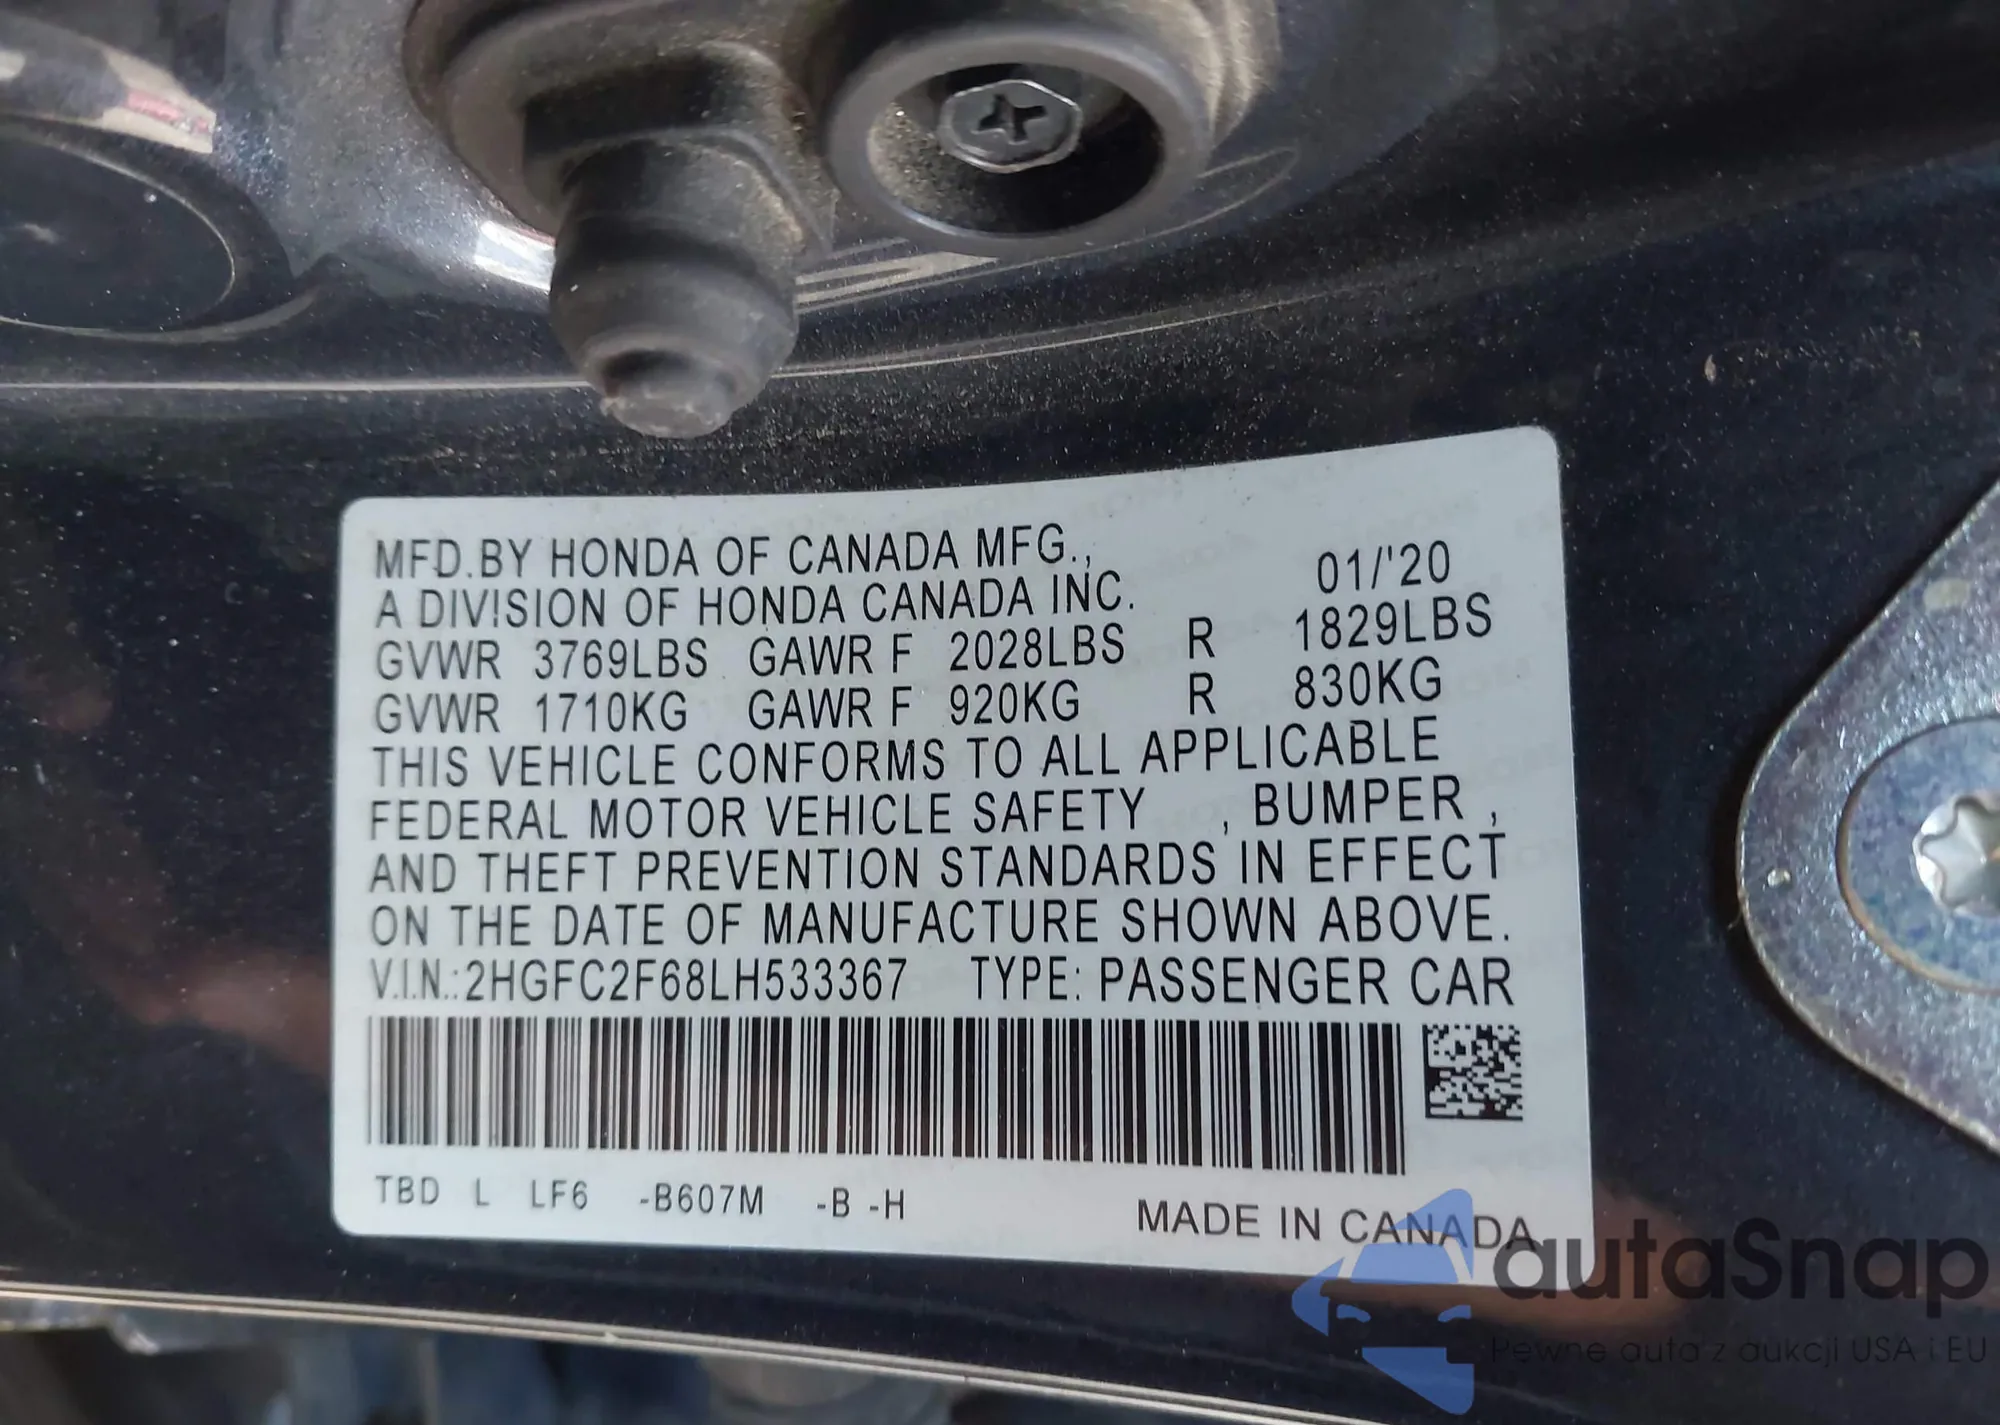 MFD.BY HONDA OF CANADA MFG.,
A DIVISION OF HONDA CANADA INC. 01/'20
GVWR 3769LBS GAWR F 2028LBS R 1829LBS
GVWR 1710KG GAWR F 920KG R 830KG
THIS VEHICLE CONFORMS TO ALL APPLICABLE
FEDERAL MOTOR VEHICLE SAFETY , BUMPER ,
AND THEFT PREVENTION STANDARDS IN EFFECT
ON THE DATE OF MANUFACTURE SHOWN ABOVE.
V.I.N.:2HGFC2F68LH533367 TYPE: PASSENGER CAR
TBD L LF6 -B607M -B -H MADE IN CANADA
autaSnap
Pewne auta z aukcji USA i EU